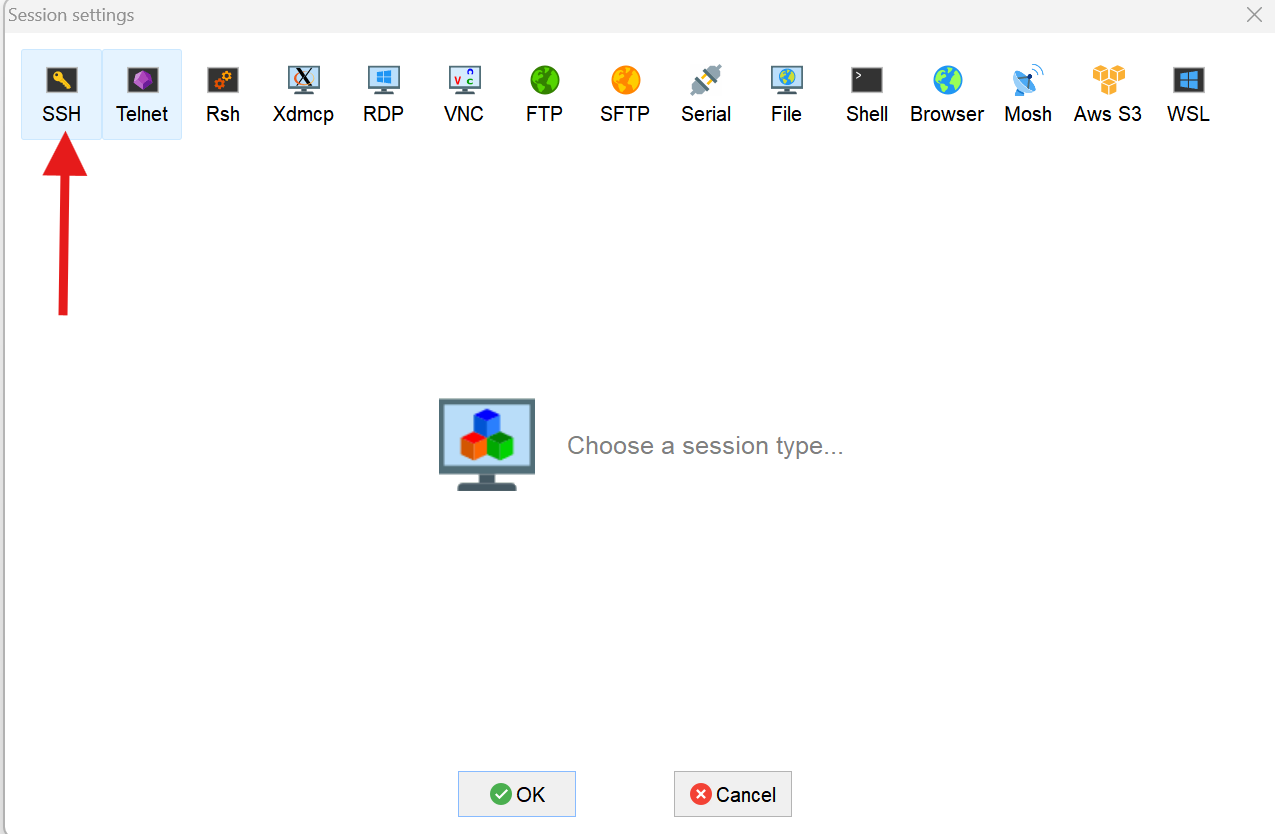 Session settings
SSH Telnet Rsh Xdmcp RDP VNC FTP SFTP Serial File Shell Browser Mosh Aws S3 WSL
Choose a session type...
OK Cancel